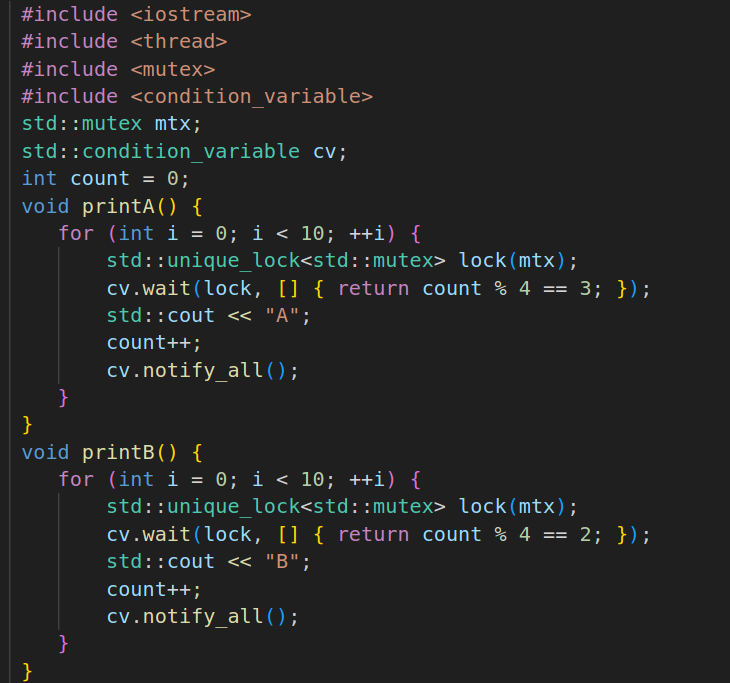 #include <iostream>
#include <thread>
#include <mutex>
#include <condition_variable>
std::mutex mtx;
std::condition_variable cv;
int count = 0;
void printA() {
   for (int i = 0; i < 10; ++i) {
       std::unique_lock<std::mutex> lock(mtx);
       cv.wait(lock, [] { return count % 4 == 3; });
       std::cout << "A";
       count++;
       cv.notify_all();
   }
}
void printB() {
   for (int i = 0; i < 10; ++i) {
       std::unique_lock<std::mutex> lock(mtx);
       cv.wait(lock, [] { return count % 4 == 2; });
       std::cout << "B";
       count++;
       cv.notify_all();
   }
}